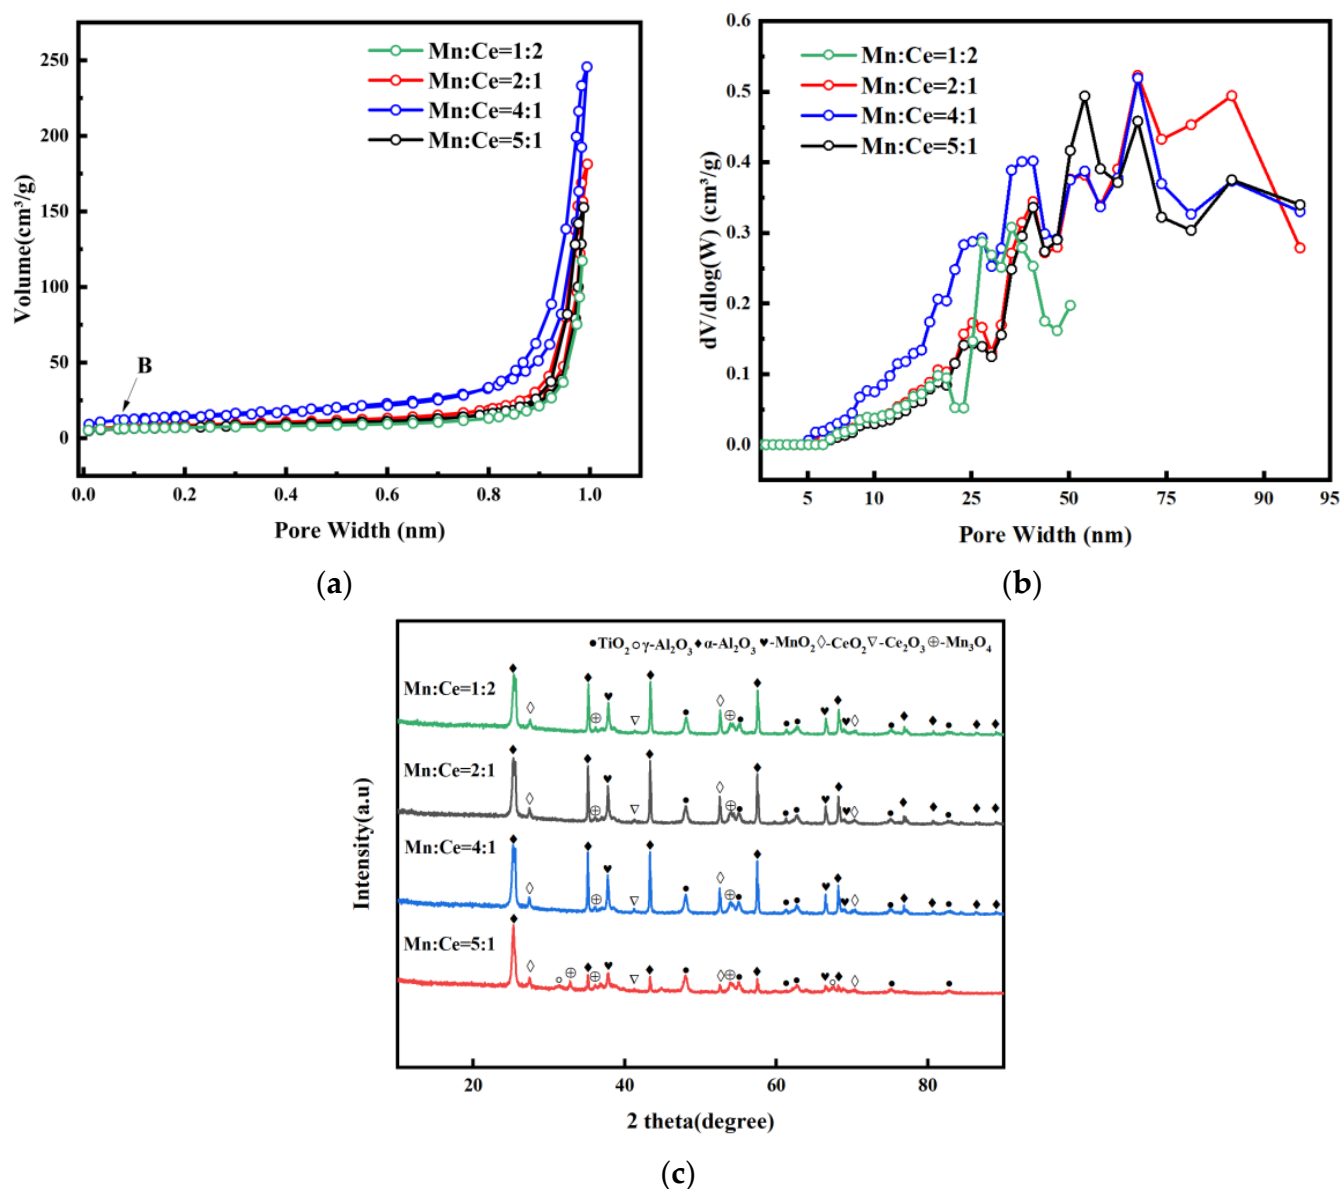 Volume(cm³/g)
250
200
150
100
50
0
Mn:Ce=1:2
Mn:Ce=2:1
Mn:Ce=4:1
Mn:Ce=5:1
B
0.0 0.2 0.4 0.6 0.8 1.0
Pore Width (nm)
(a)
dV/dlog(W) (cm³/g)
0.6
0.5
0.4
0.3
0.2
0.1
0.0
Mn:Ce=1:2
Mn:Ce=2:1
Mn:Ce=4:1
Mn:Ce=5:1
5 10 25 50 75 90 95
Pore Width (nm)
(b)
●TiO₂○γ-Al₂O₃♦α-Al₂O₃♥-MnO₂◊-CeO₂▽-Ce₂O₃⊕-Mn₃O₄
Mn:Ce=1:2
Mn:Ce=2:1
Mn:Ce=4:1
Mn:Ce=5:1
Intensity(a.u)
20 40 60 80
2 theta(degree)
(c)